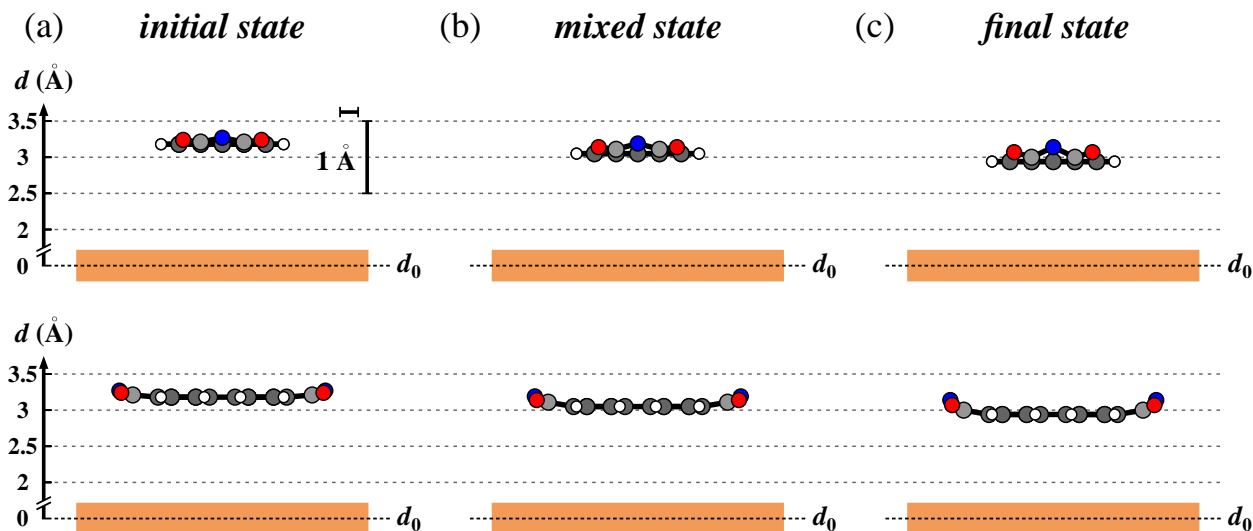 (a) initial state (b) mixed state (c) final state
d (Å)
3.5
3
1 Å
2.5
2
0 d₀ d₀ d₀
d (Å)
3.5
3
2.5
2
0 d₀ d₀ d₀